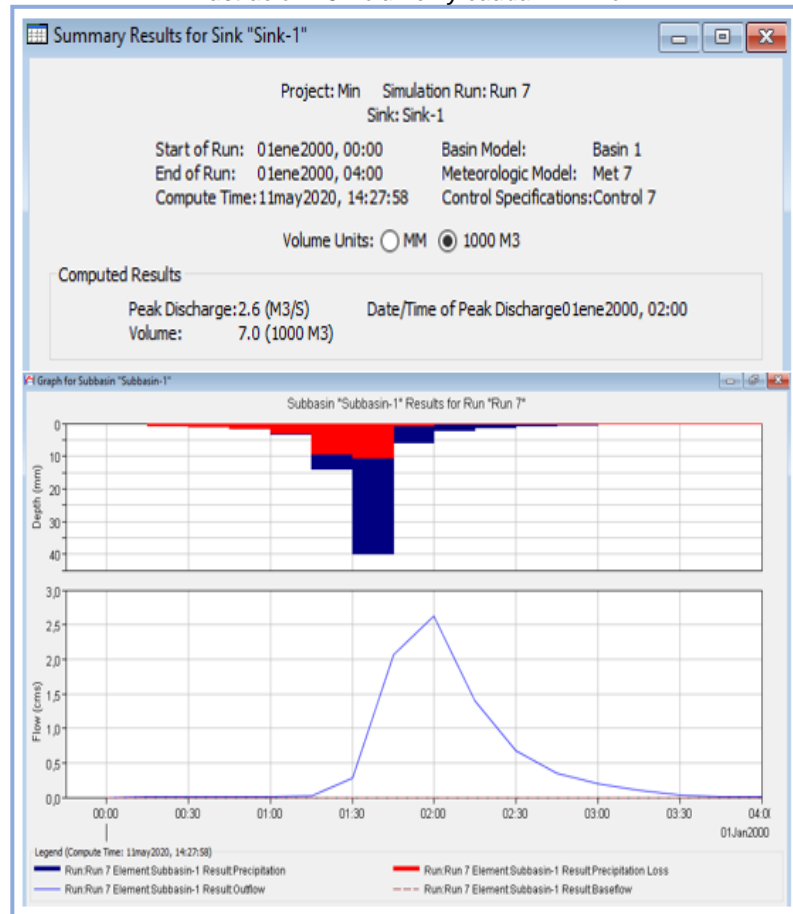 Summary Results for Sink "Sink-1"
Project: Min Simulation Run: Run 7
Sink: Sink-1
Start of Run: 01ene2000, 00:00 Basin Model: Basin 1
End of Run: 01ene2000, 04:00 Meteorologic Model: Met 7
Compute Time:11may2020, 14:27:58 Control Specifications:Control 7
Volume Units: MM 1000 M3
Computed Results
Peak Discharge:2.6 (M3/S) Date/Time of Peak Discharge01ene2000, 02:00
Volume: 7.0 (1000 M3)
Graph for Subbasin "Subbasin-1"
Subbasin "Subbasin-1" Results for Run "Run 7"
Depth (mm)
0
10
20
30
40
Flow (cms)
3,0
2,5
2,0
1,5
1,0
0,5
0,0
00:00 00:30 01:00 01:30 02:00 02:30 03:00 03:30 04:0
01Jan2000
Legend (Compute Time: 11may2020, 14:27:58)
Run:Run 7 Element:Subbasin-1 Result:Precipitation Run:Run 7 Element:Subbasin-1 Result:Precipitation Loss
Run:Run 7 Element:Subbasin-1 Result:Outflow Run:Run 7 Element:Subbasin-1 Result:Baseflow